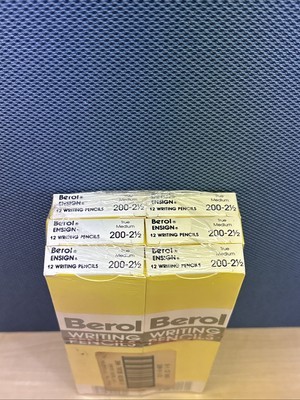 Berol®
ENSIGN®
12 WRITING PENCILS
True
Medium
200-2½
Berol®
ENSIGN®
12 WRITING PENCILS
True
Medium
200-2½
Berol®
ENSIGN®
12 WRITING PENCILS
True
Medium
200-2½
Berol®
ENSIGN®
12 WRITING PENCILS
True
Medium
200-2½
Berol®
ENSIGN®
12 WRITING PENCILS
True
Medium
200-2½
Berol®
ENSIGN®
12 WRITING PENCILS
True
Medium
200-2½
Berol
WRITING
PENCILS
Berol
WRITING
PENCILS